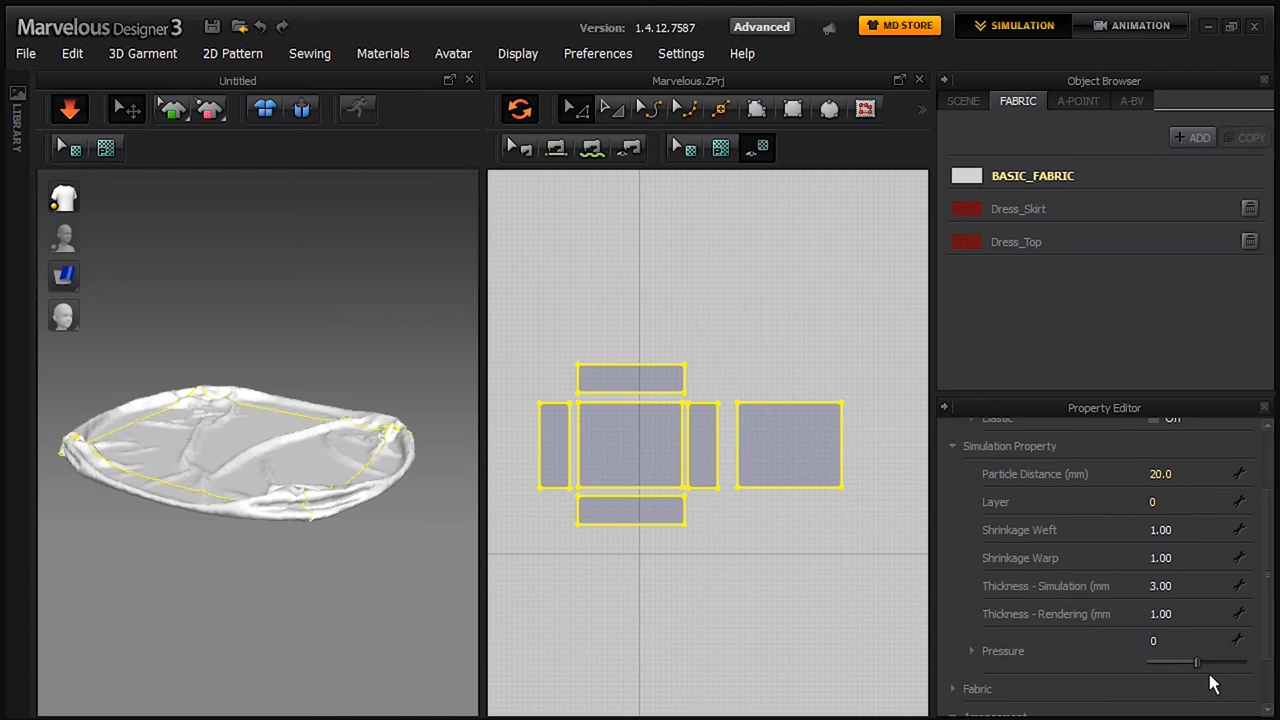 Marvelous Designer 3
Version: 1.4.12.7587
Advanced
MD STORE
SIMULATION
ANIMATION
File Edit 3D Garment 2D Pattern Sewing Materials Avatar Display Preferences Settings Help
Untitled
Marvelous.ZPrj
Object Browser
LIBRARY
SCENE FABRIC A-POINT A-BV
+ ADD COPY
BASIC_FABRIC
Dress_Skirt
Dress_Top
Property Editor
Elastic Off
Simulation Property
Particle Distance (mm) 20.0
Layer 0
Shrinkage Weft 1.00
Shrinkage Warp 1.00
Thickness - Simulation (mm 3.00
Thickness - Rendering (mm 1.00
Pressure 0
Fabric